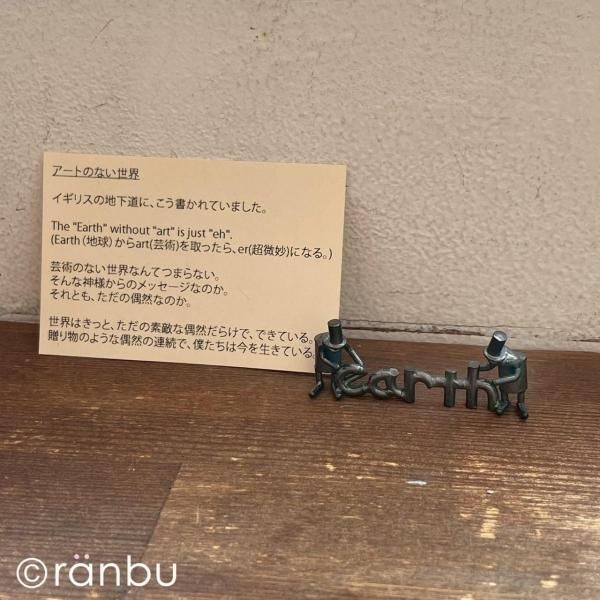 アートのない世界
イギリスの地下道に、こう書かれていました。
The "Earth" without "art" is just "eh".
(Earth（地球）からart(芸術)を取ったら、er(超微妙)になる。)
芸術のない世界なんてつまらない。
そんな神様からのメッセージなのか。
それとも、ただの偶然なのか。
世界はきっと、ただの素敵な偶然だらけで、できている。
贈り物のような偶然の連続で、僕たちは今を生きている。
earth
©ränbu